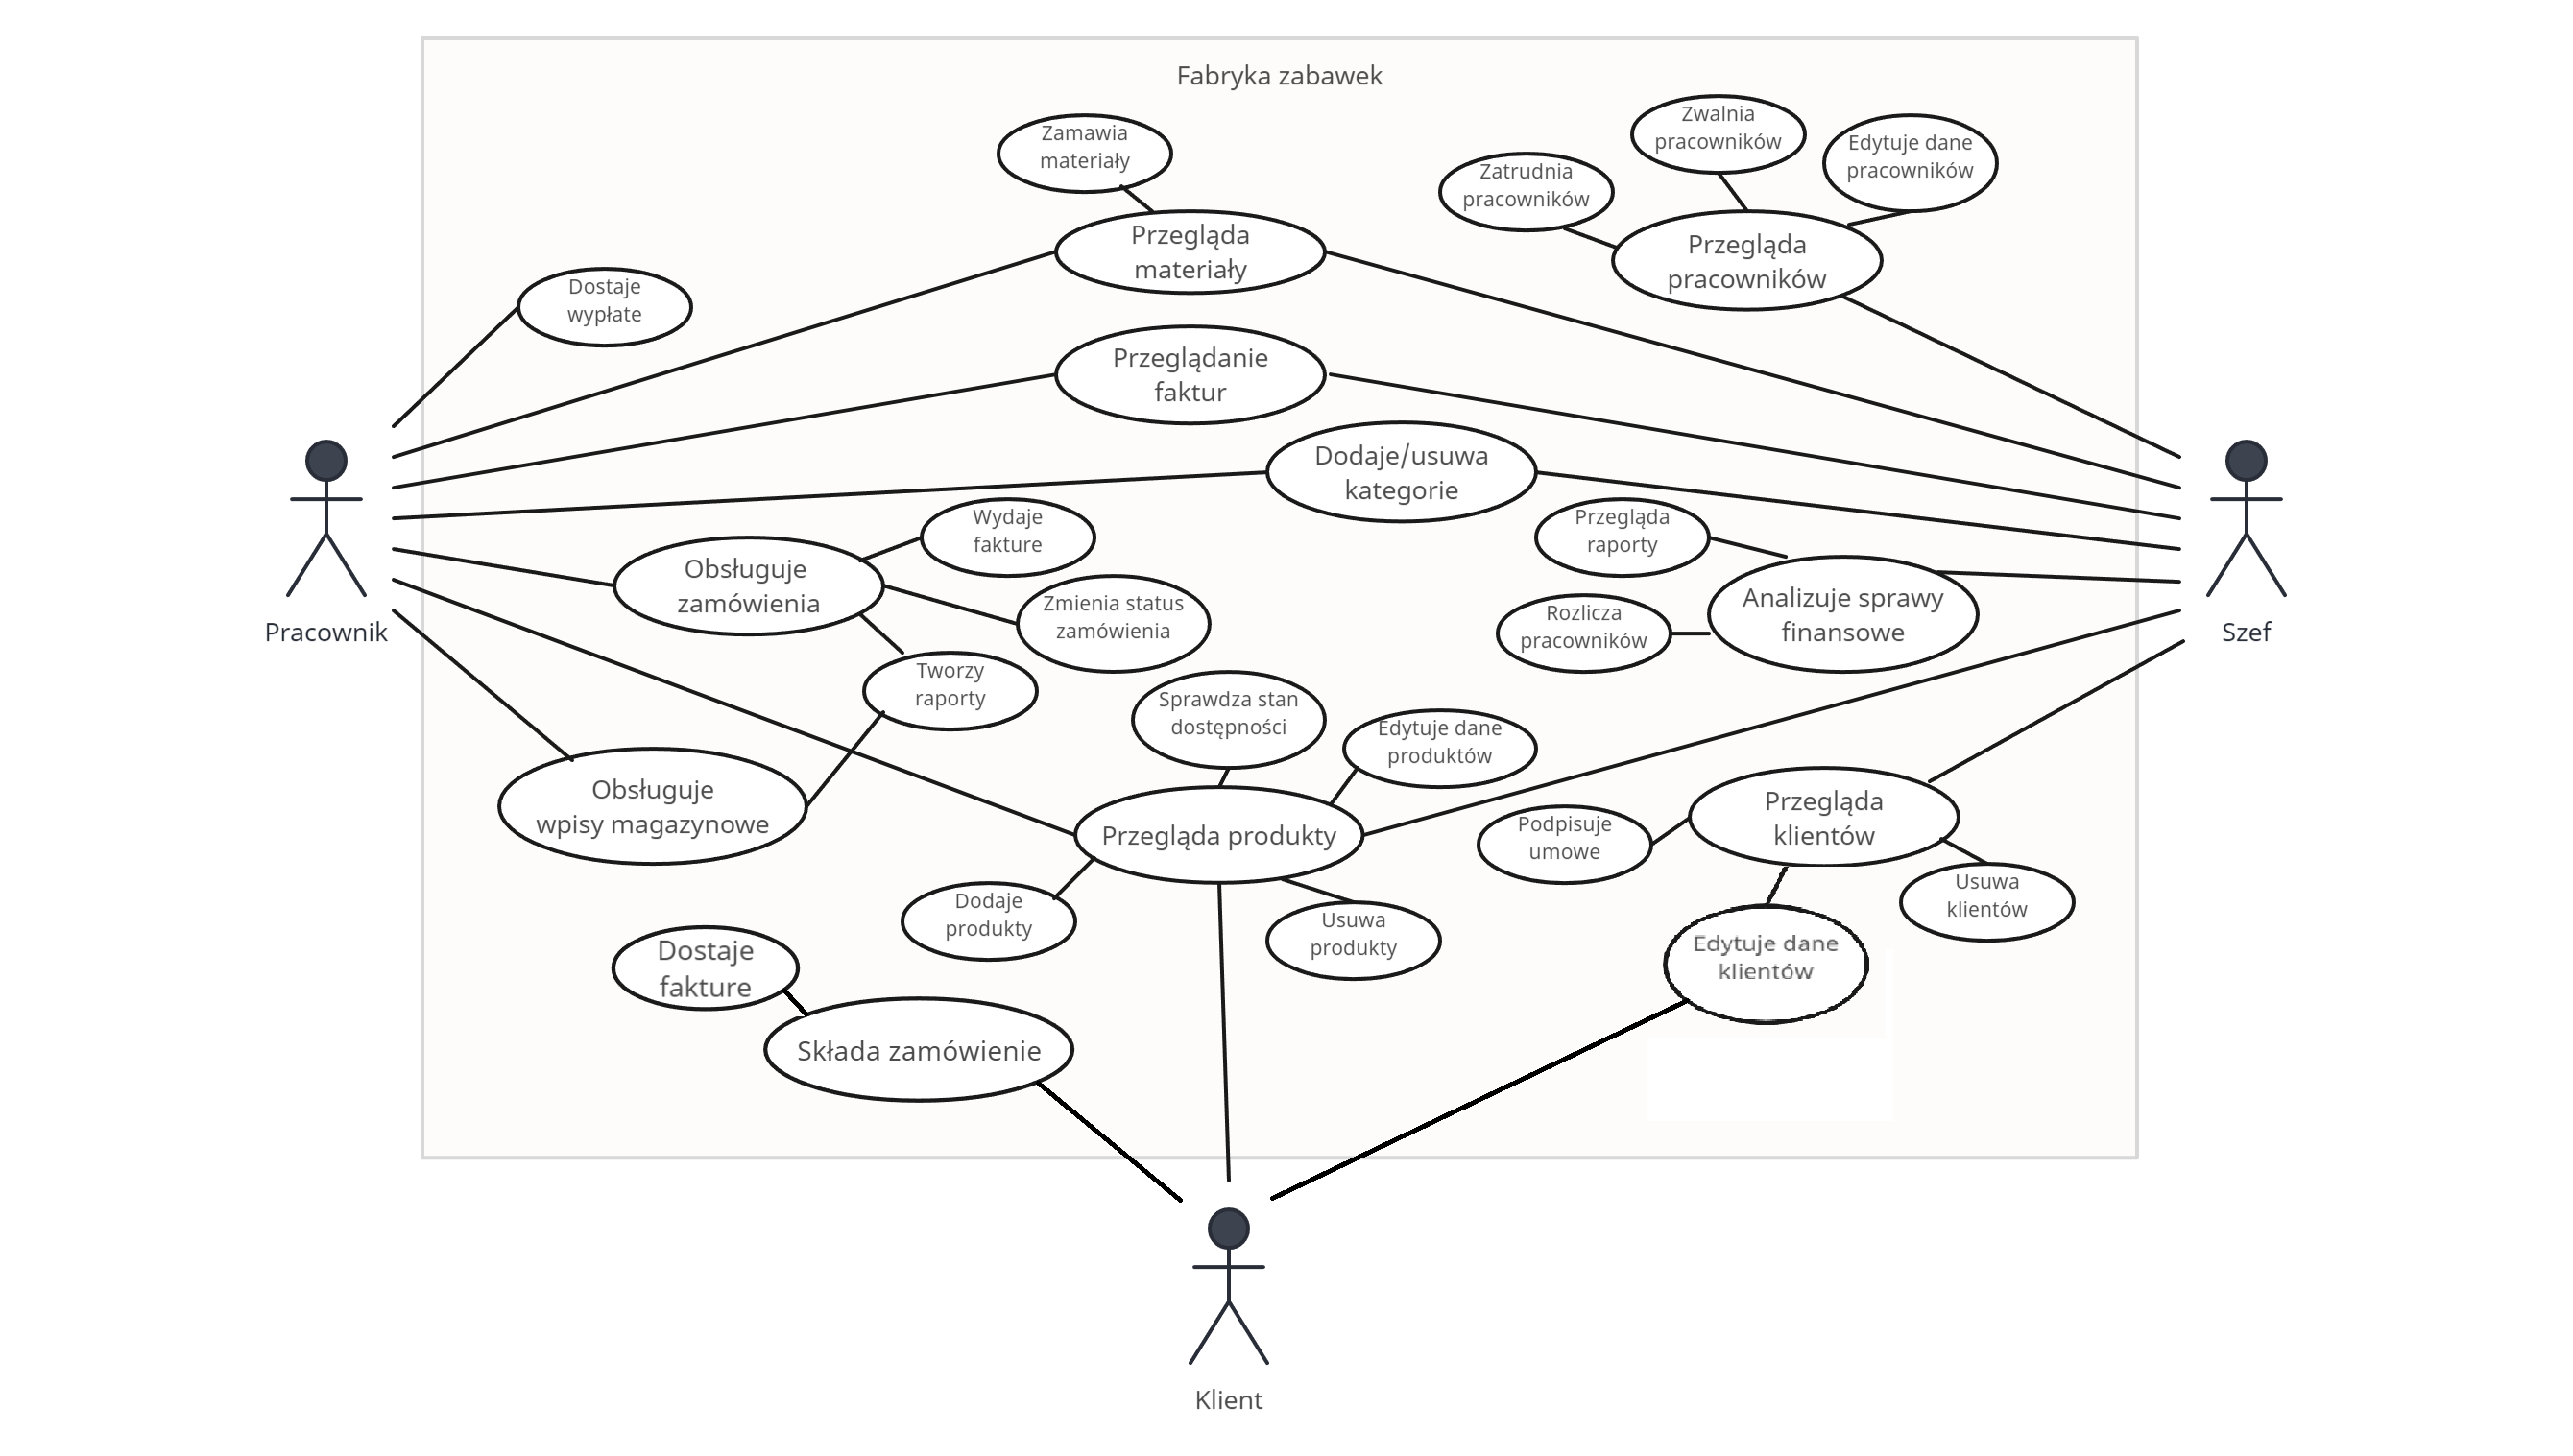 Fabryka zabawek
Zamawia
materiały
Zwalnia
pracowników
Edytuje dane
pracowników
Zatrudnia
pracowników
Przegląda
materiały
Przegląda
pracowników
Dostaje
wypłate
Przeglądanie
faktur
Dodaje/usuwa
kategorie
Wydaje
fakture
Przegląda
raporty
Obsługuje
zamówienia
Zmienia status
zamówienia
Analizuje sprawy
finansowe
Rozlicza
pracowników
Pracownik
Szef
Tworzy
raporty
Sprawdza stan
dostępności
Edytuje dane
produktów
Obsługuje
wpisy magazynowe
Przegląda produkty
Podpisuje
umowe
Przegląda
klientów
Usuwa
klientów
Dodaje
produkty
Usuwa
produkty
Edytuje dane
klientów
Dostaje
fakture
Składa zamówienie
Klient